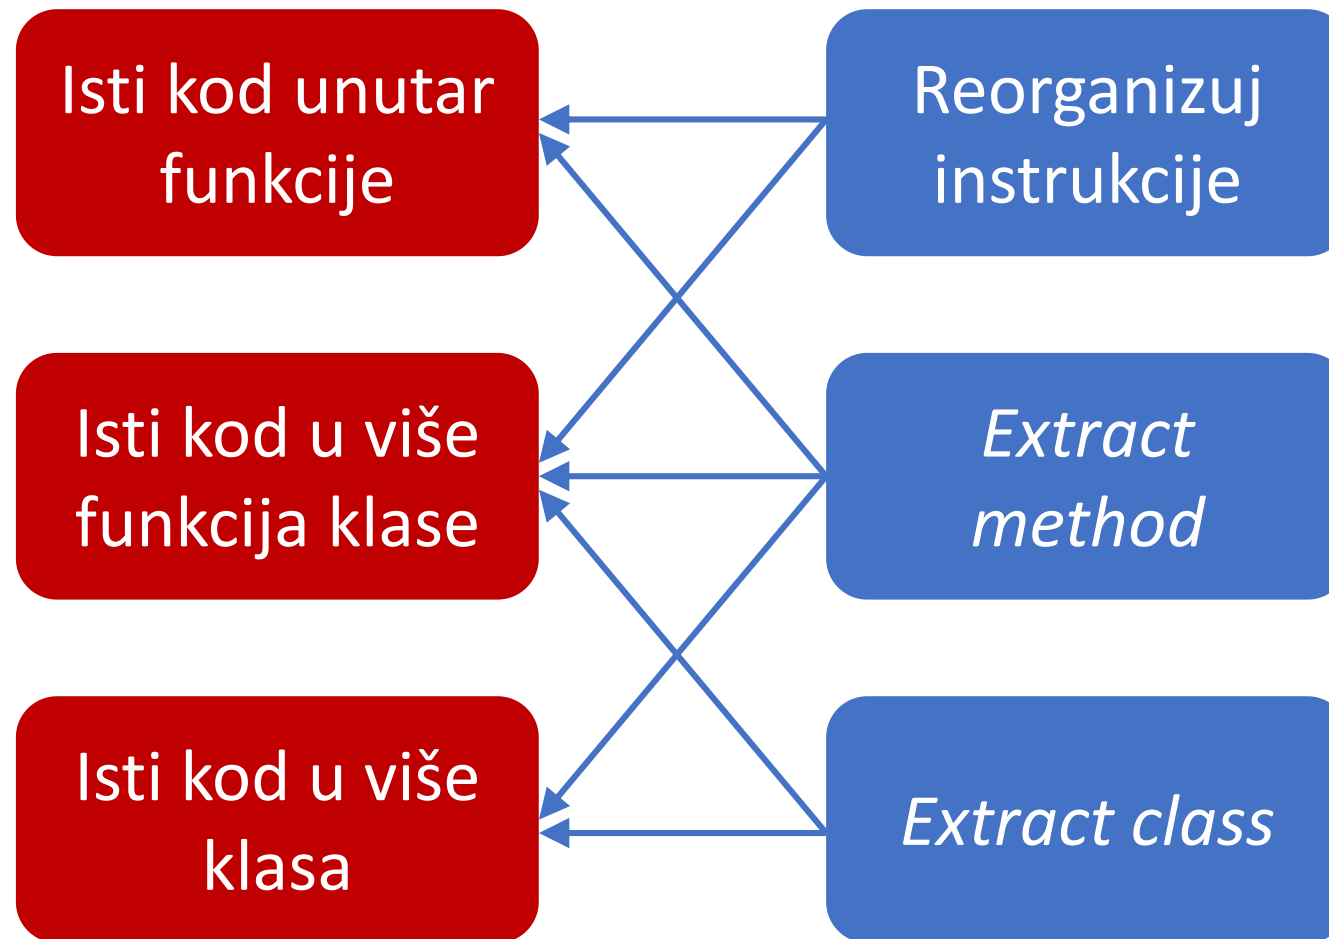 Isti kod unutar
funkcije
Reorganizuj
instrukcije
Isti kod u više
funkcija klase
Extract
method
Isti kod u više
klasa
Extract class